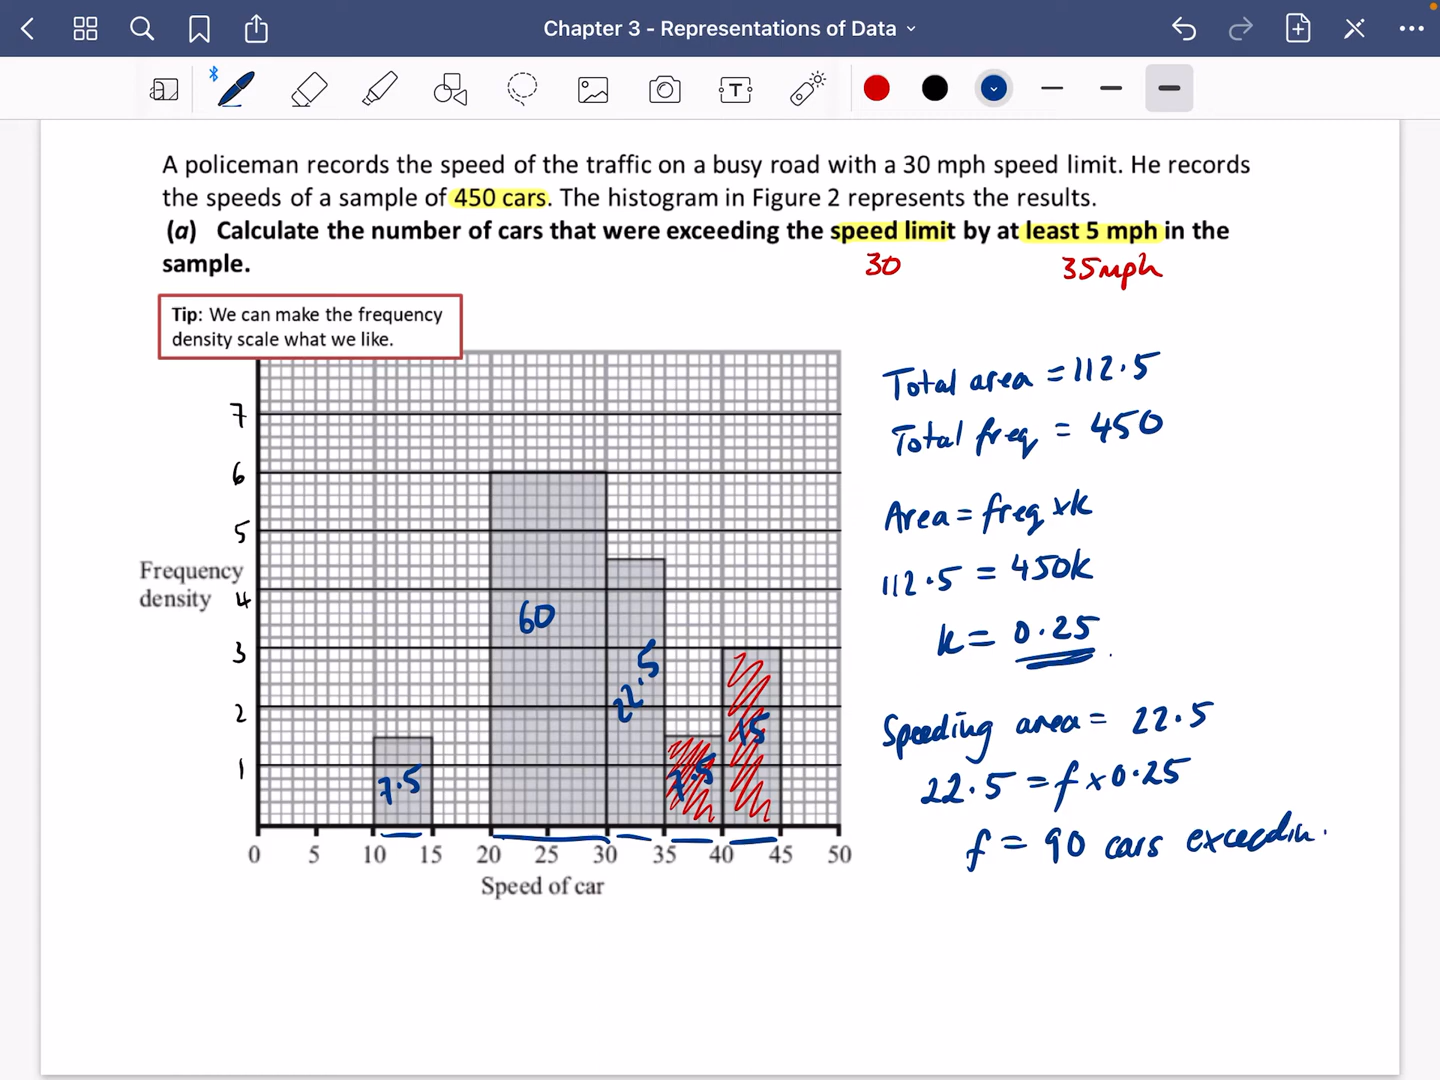 Chapter 3 - Representations of Data
A policeman records the speed of the traffic on a busy road with a 30 mph speed limit. He records
the speeds of a sample of 450 cars. The histogram in Figure 2 represents the results.
(a) Calculate the number of cars that were exceeding the speed limit by at least 5 mph in the
sample.
30
35mph
Tip: We can make the frequency
density scale what we like.
7
6
5
4
3
2
1
Frequency
density
7.5
60
22.5
7.5
15
0 5 10 15 20 25 30 35 40 45 50
Speed of car
Total area = 112.5
Total freq = 450
Area = freq x k
112.5 = 450k
k = 0.25
Speeding area = 22.5
22.5 = f x 0.25
f = 90 cars exceedin